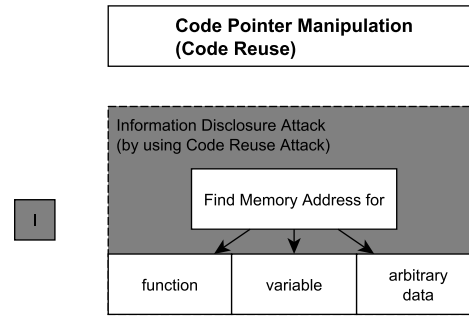 Code Pointer Manipulation
(Code Reuse)
Information Disclosure Attack
(by using Code Reuse Attack)
Find Memory Address for
I
function
variable
arbitrary
data